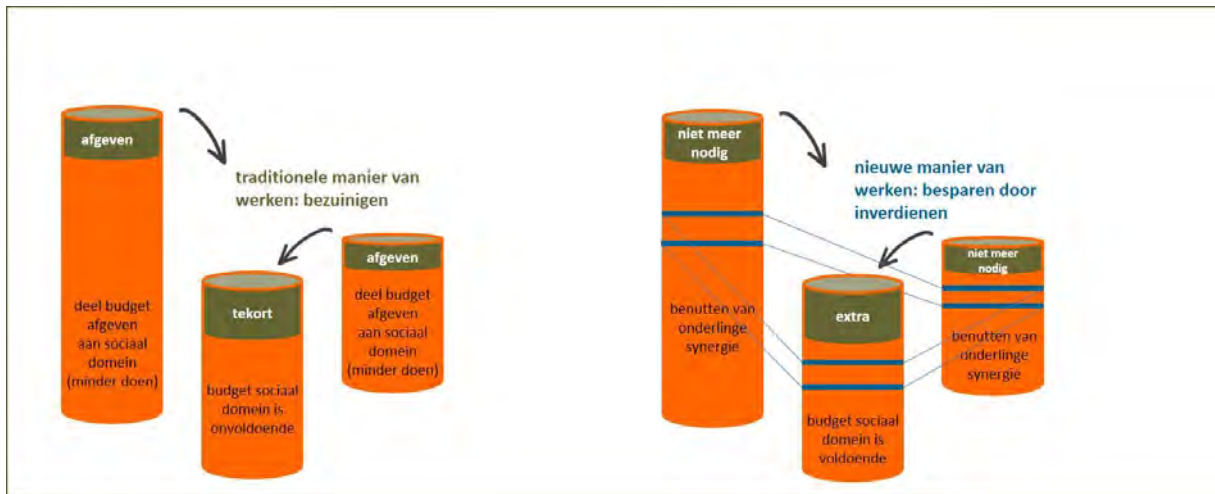 afgeven
traditionele manier van
werken: bezuinigen
deel budget
afgeven
aan sociaal
domein
(minder doen)
tekort
budget sociaal
domein is
onvoldoende
afgeven
deel budget
afgeven
aan sociaal
domein
(minder doen)
niet meer
nodig
nieuwe manier van
werken: besparen door
inverdienen
benutten van
onderlinge
synergie
extra
budget sociaal
domein is
voldoende
niet meer
nodig
benutten van
onderlinge
synergie